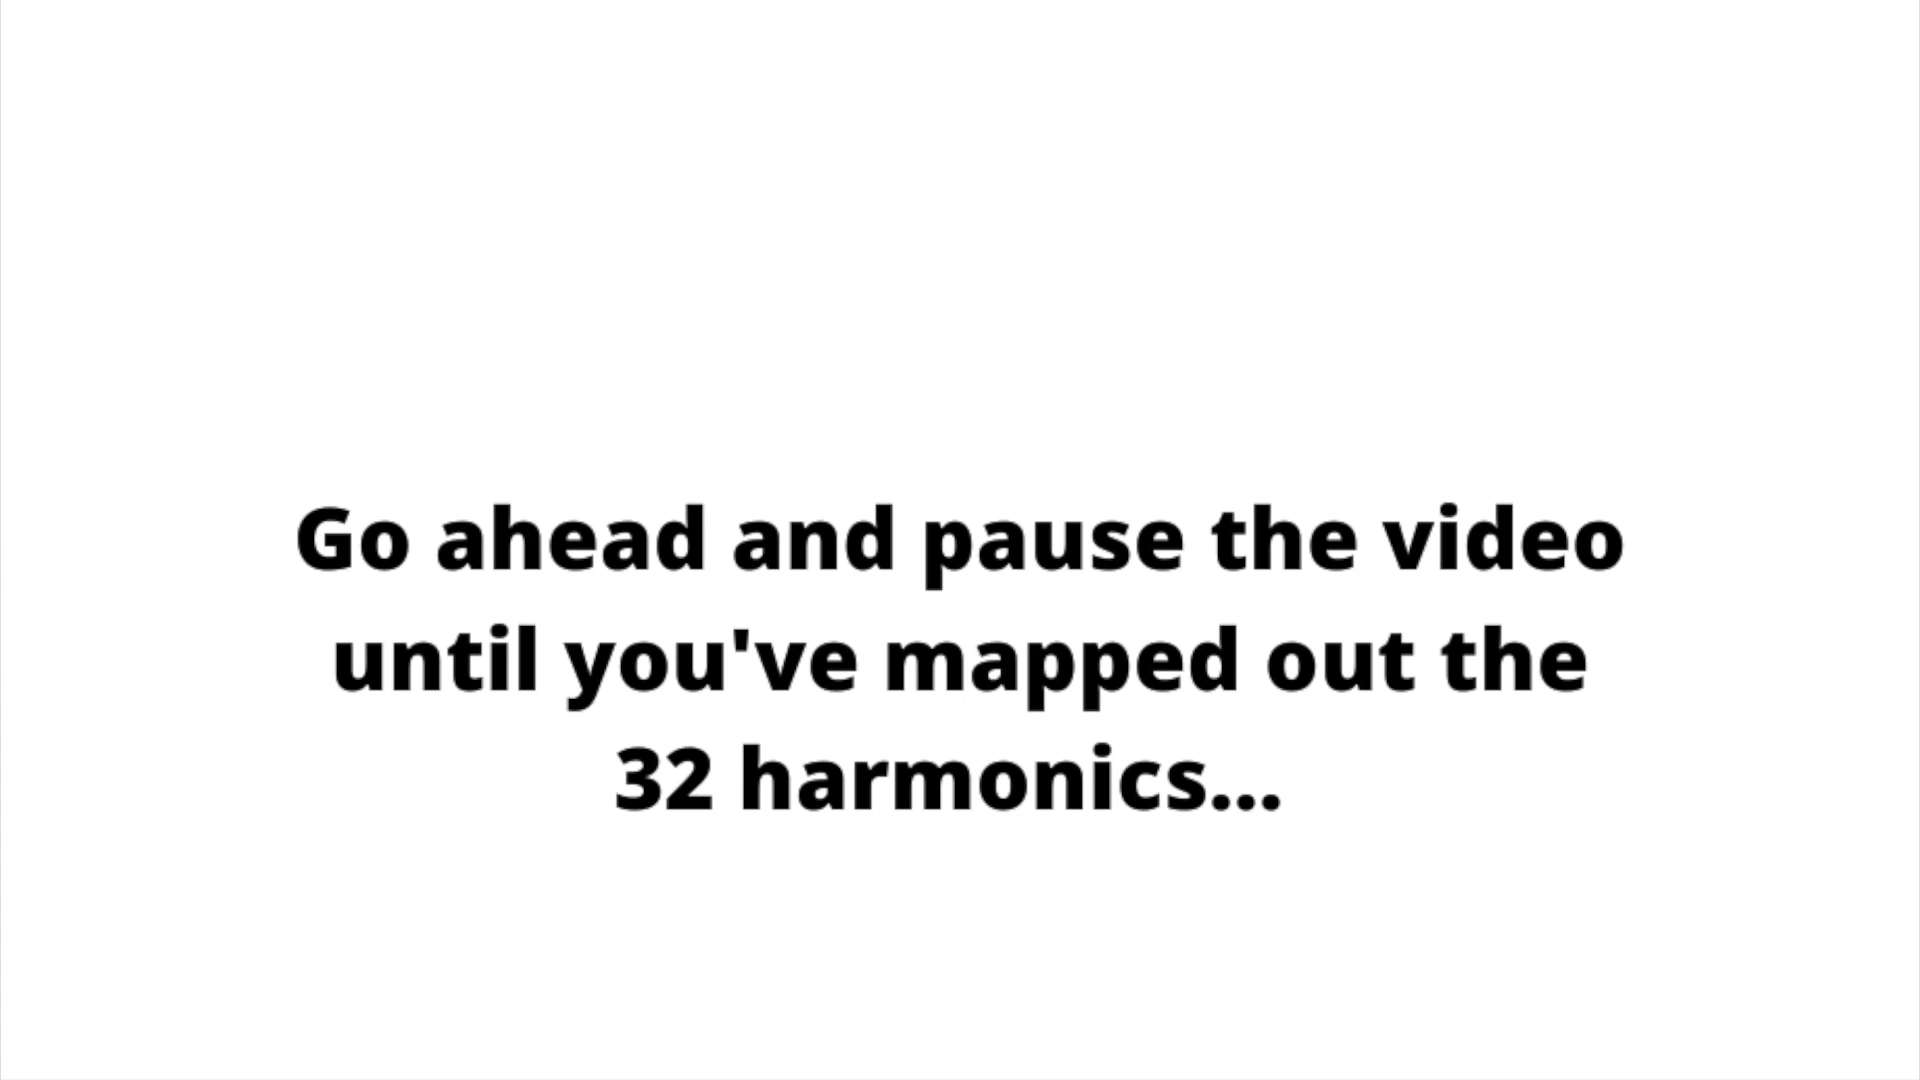 Go ahead and pause the video
until you've mapped out the
32 harmonics...